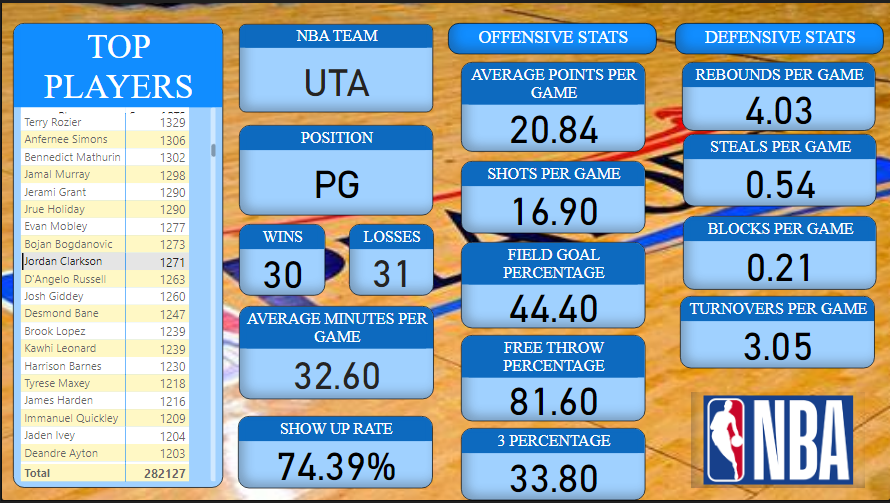 TOP
PLAYERS
Terry Rozier 1329
Anfernee Simons 1306
Bennedict Mathurin 1302
Jamal Murray 1298
Jerami Grant 1290
Jrue Holiday 1290
Evan Mobley 1277
Bojan Bogdanovic 1273
Jordan Clarkson 1271
D'Angelo Russell 1263
Josh Giddey 1260
Desmond Bane 1247
Brook Lopez 1239
Kawhi Leonard 1239
Harrison Barnes 1230
Tyrese Maxey 1218
James Harden 1216
Immanuel Quickley 1209
Jaden Ivey 1204
Deandre Ayton 1203
Total 282127
NBA TEAM
UTA
POSITION
PG
WINS
30
LOSSES
31
AVERAGE MINUTES PER
GAME
32.60
SHOW UP RATE
74.39%
OFFENSIVE STATS
AVERAGE POINTS PER
GAME
20.84
SHOTS PER GAME
16.90
FIELD GOAL
PERCENTAGE
44.40
FREE THROW
PERCENTAGE
81.60
3 PERCENTAGE
33.80
DEFENSIVE STATS
REBOUNDS PER GAME
4.03
STEALS PER GAME
0.54
BLOCKS PER GAME
0.21
TURNOVERS PER GAME
3.05
NBA